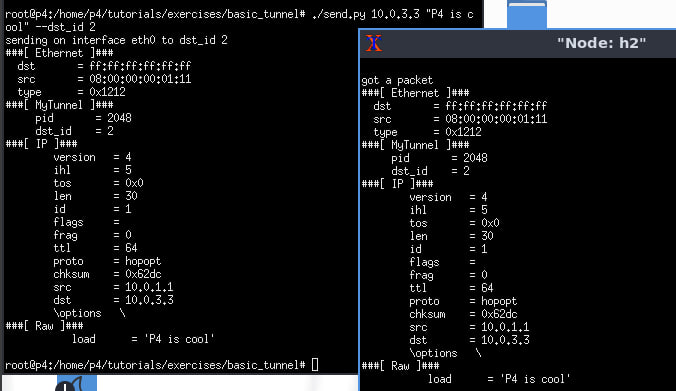 root@p4:/home/p4/tutorials/exercises/basic_tunnel# ./send.py 10.0.3.3 "P4 is c
ool" --dst_id 2
sending on interface eth0 to dst_id 2
###[ Ethernet ]###
dst = ff:ff:ff:ff:ff:ff
src = 08:00:00:00:01:11
type = 0x1212
###[ MyTunnel ]###
pid = 2048
dst_id = 2
###[ IP ]###
version = 4
ihl = 5
tos = 0x0
len = 30
id = 1
flags =
frag = 0
ttl = 64
proto = hopopt
chksum = 0x62dc
src = 10.0.1.1
dst = 10.0.3.3
\options \
###[ Raw ]###
load = 'P4 is cool'
root@p4:/home/p4/tutorials/exercises/basic_tunnel#
"Node: h2"
got a packet
###[ Ethernet ]###
dst = ff:ff:ff:ff:ff:ff
src = 08:00:00:00:01:11
type = 0x1212
###[ MyTunnel ]###
pid = 2048
dst_id = 2
###[ IP ]###
version = 4
ihl = 5
tos = 0x0
len = 30
id = 1
flags =
frag = 0
ttl = 64
proto = hopopt
chksum = 0x62dc
src = 10.0.1.1
dst = 10.0.3.3
\options \
###[ Raw ]###
load = 'P4 is cool'